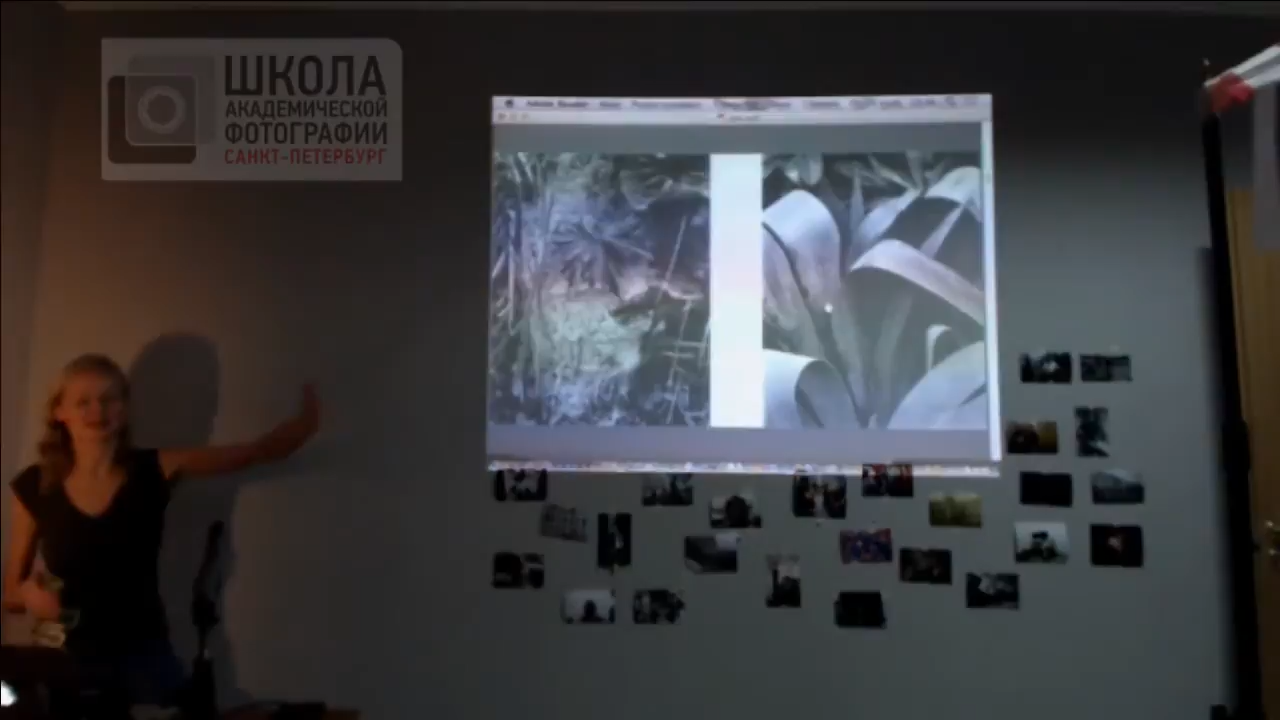 ШКОЛА
АКАДЕМИЧЕСКОЙ
ФОТОГРАФИИ
САНКТ-ПЕТЕРБУРГ